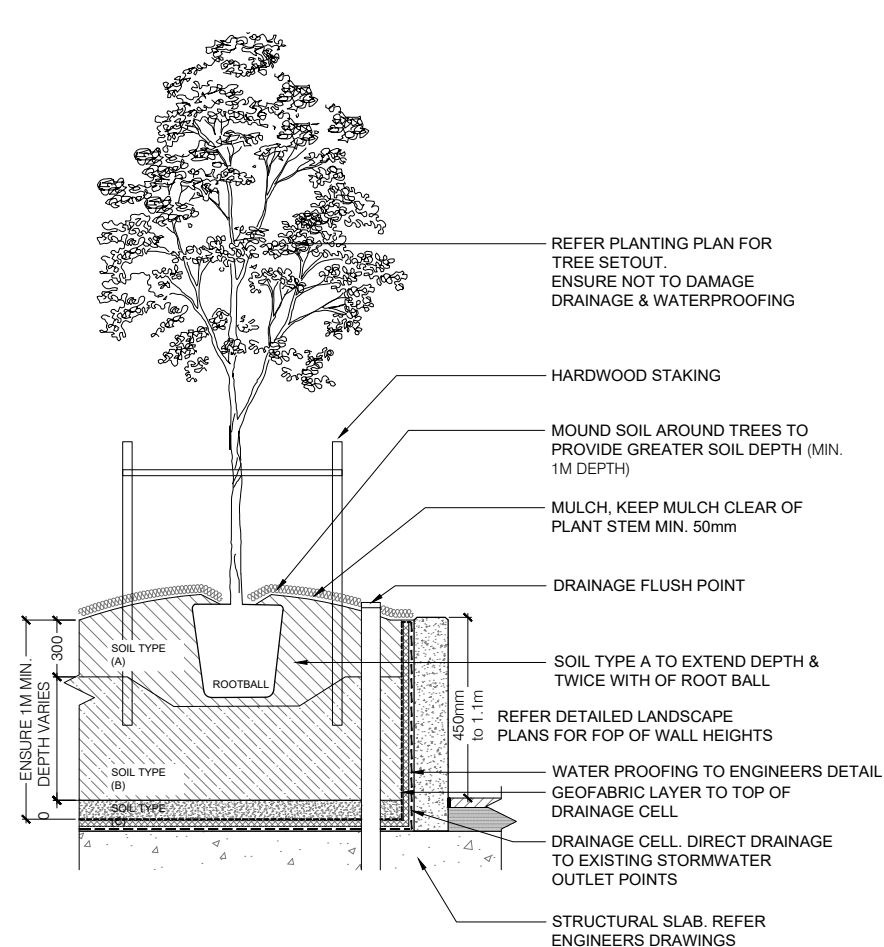 REFER PLANTING PLAN FOR
TREE SETOUT.
ENSURE NOT TO DAMAGE
DRAINAGE & WATERPROOFING
HARDWOOD STAKING
MOUND SOIL AROUND TREES TO
PROVIDE GREATER SOIL DEPTH (MIN.
1M DEPTH)
MULCH, KEEP MULCH CLEAR OF
PLANT STEM MIN. 50mm
DRAINAGE FLUSH POINT
SOIL TYPE A TO EXTEND DEPTH &
TWICE WITH OF ROOT BALL
REFER DETAILED LANDSCAPE
PLANS FOR FOP OF WALL HEIGHTS
WATER PROOFING TO ENGINEERS DETAIL
GEOFABRIC LAYER TO TOP OF
DRAINAGE CELL
DRAINAGE CELL. DIRECT DRAINAGE
TO EXISTING STORMWATER
OUTLET POINTS
STRUCTURAL SLAB. REFER
ENGINEERS DRAWINGS
ENSURE 1M MIN.
DEPTH VARIES
300
0
SOIL TYPE
(A)
ROOTBALL
SOIL TYPE
(B)
SOIL TYPE
(C)
450mm
to 1.1m